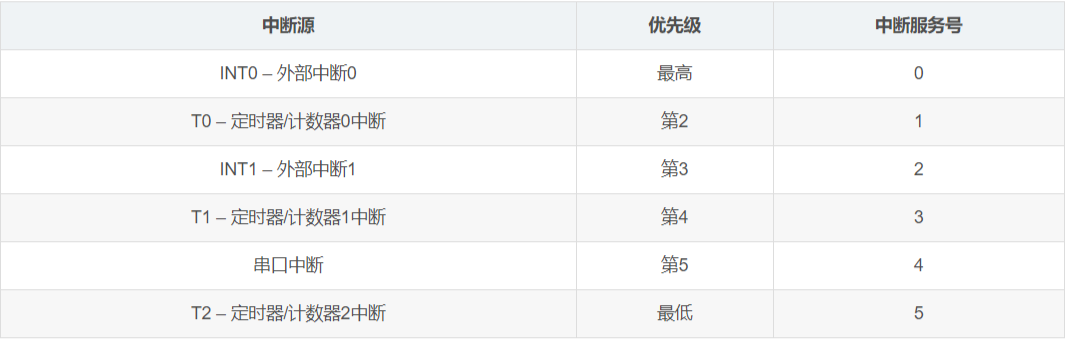 中断源 优先级 中断服务号
INT0 – 外部中断0 最高 0
T0 – 定时器/计数器0中断 第2 1
INT1 – 外部中断1 第3 2
T1 – 定时器/计数器1中断 第4 3
串口中断 第5 4
T2 – 定时器/计数器2中断 最低 5